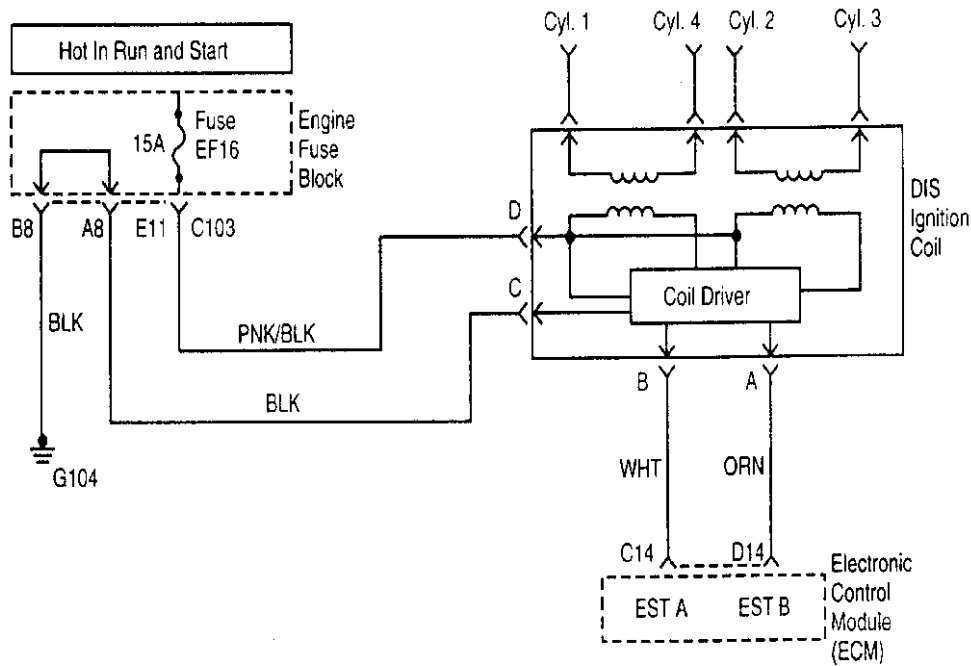 Cyl. 1
Cyl. 4
Cyl. 2
Cyl. 3
Hot In Run and Start
15A
Fuse
EF16
Engine
Fuse
Block
B8
A8
E11
C103
BLK
PNK/BLK
BLK
G104
D
C
Coil Driver
DIS
Ignition
Coil
B
A
WHT
ORN
C14
D14
EST A
EST B
Electronic
Control
Module
(ECM)